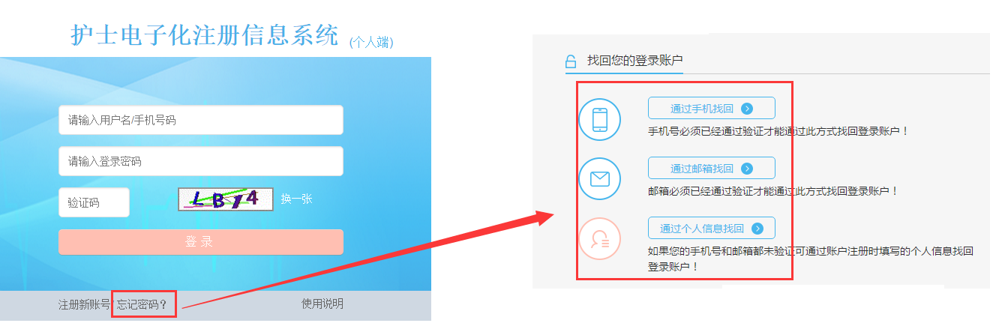 护士电子化注册信息系统 (个人端)
请输入用户名/手机号码
请输入登录密码
验证码
LB14
换一张
登 录
注册新账号
忘记密码？
使用说明
找回您的登录账户
通过手机找回
手机号必须已经通过验证才能通过此方式找回登录账户！
通过邮箱找回
邮箱必须已经通过验证才能通过此方式找回登录账户！
通过个人信息找回
如果您的手机号和邮箱都未验证可通过账户注册时填写的个人信息找回
登录账户！